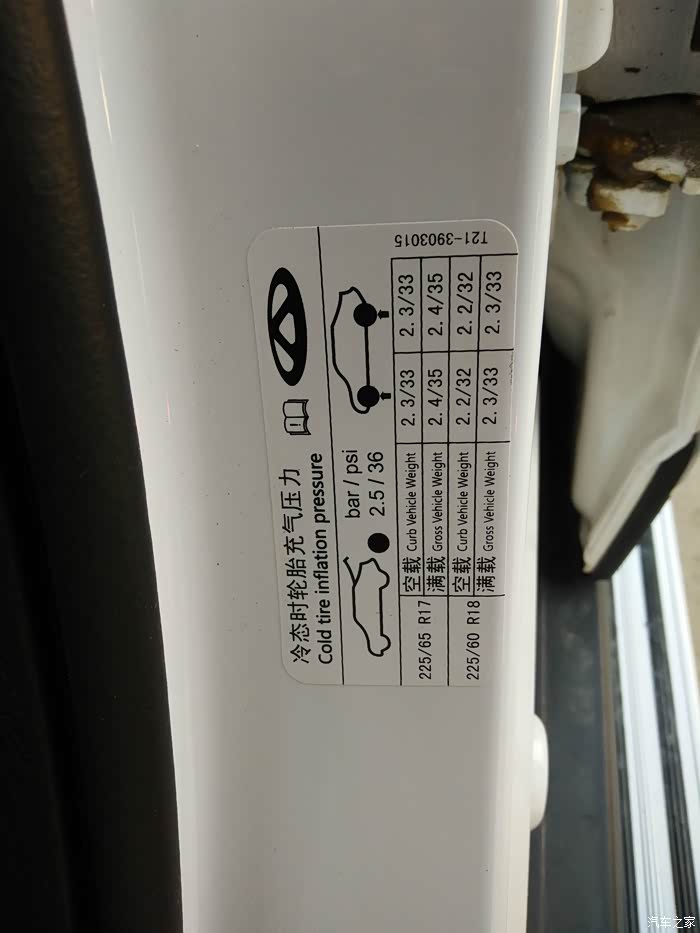 冷态时轮胎充气压力
Cold tire inflation pressure
bar / psi
2.5 / 36
225/65 R17
空载 Curb Vehicle Weight 2.3/33 2.3/33
满载 Gross Vehicle Weight 2.4/35 2.4/35
225/60 R18
空载 Curb Vehicle Weight 2.2/32 2.2/32
满载 Gross Vehicle Weight 2.3/33 2.3/33
T21-3903015
汽车之家